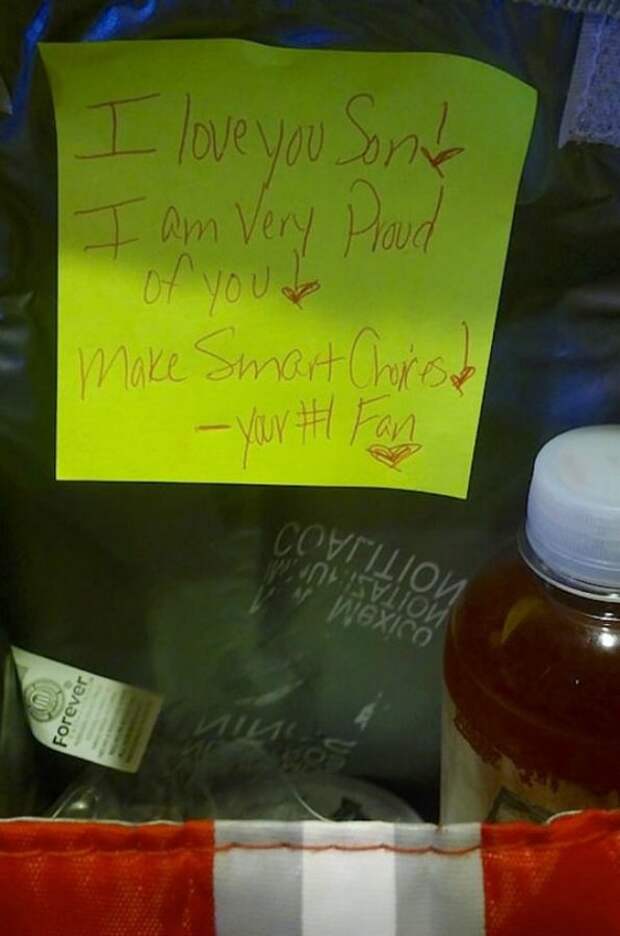 I love you Son!
I am Very Proud
of you!
Make Smart Choices!
- your #1 Fan
COALITION
Mexico
Forever